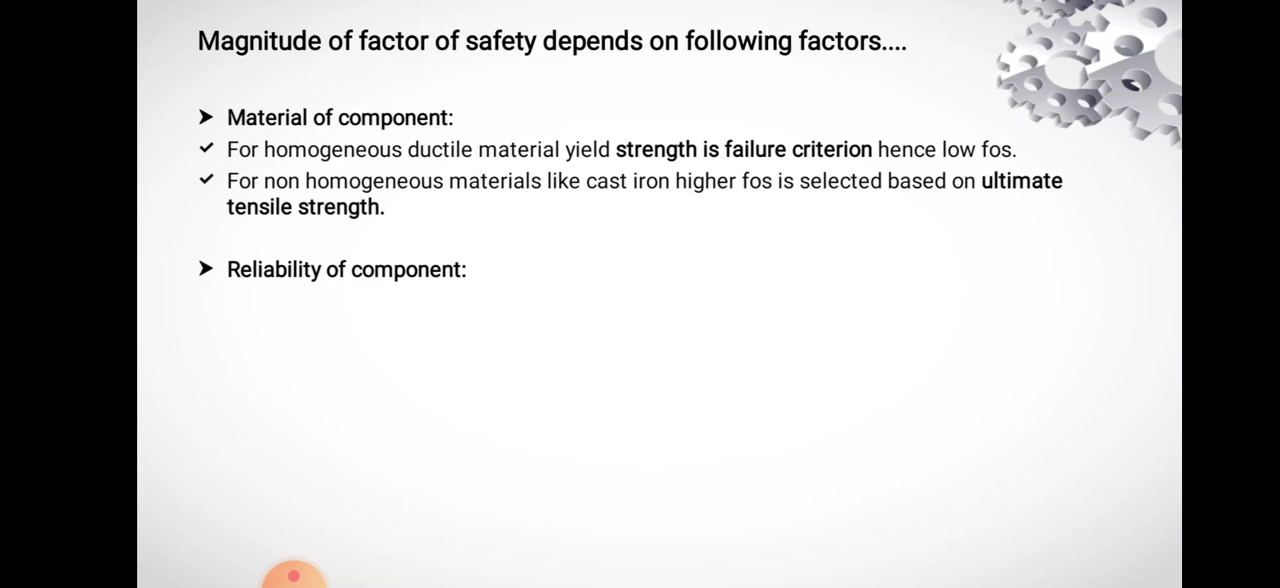 Magnitude of factor of safety depends on following factors....
➤ Material of component:
✓ For homogeneous ductile material yield strength is failure criterion hence low fos.
✓ For non homogeneous materials like cast iron higher fos is selected based on ultimate
tensile strength.
➤ Reliability of component: